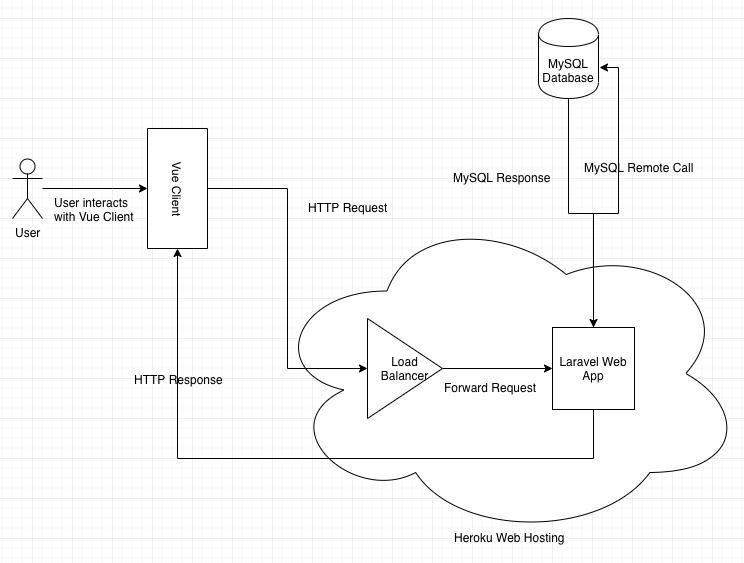 MySQL
Database
MySQL Response
MySQL Remote Call
Vue Client
User interacts
with Vue Client
User
HTTP Request
Load
Balancer
Forward Request
Laravel Web
App
HTTP Response
Heroku Web Hosting